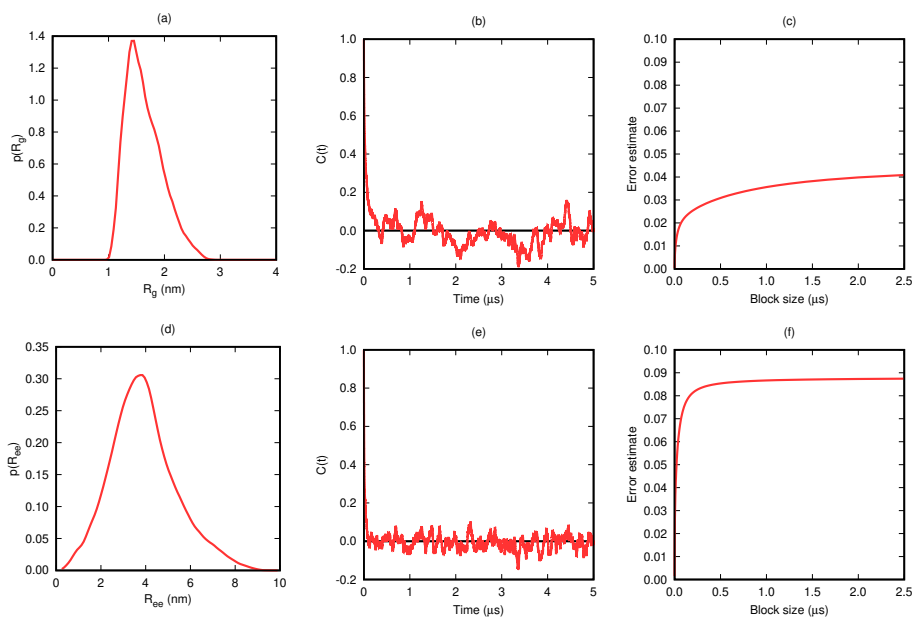 (a)
1.4
1.2
1.0
0.8
0.6
0.4
0.2
0.0
p(Rg)
0 1 2 3 4
Rg (nm)
(b)
1.0
0.8
0.6
0.4
0.2
0.0
-0.2
C(t)
0 1 2 3 4 5
Time (μs)
(c)
0.10
0.09
0.08
0.07
0.06
0.05
0.04
0.03
0.02
0.01
0.00
Error estimate
0.0 0.5 1.0 1.5 2.0 2.5
Block size (μs)
(d)
0.35
0.30
0.25
0.20
0.15
0.10
0.05
0.00
p(Ree)
0 2 4 6 8 10
Ree (nm)
(e)
1.0
0.8
0.6
0.4
0.2
0.0
-0.2
C(t)
0 1 2 3 4 5
Time (μs)
(f)
0.10
0.09
0.08
0.07
0.06
0.05
0.04
0.03
0.02
0.01
0.00
Error estimate
0.0 0.5 1.0 1.5 2.0 2.5
Block size (μs)